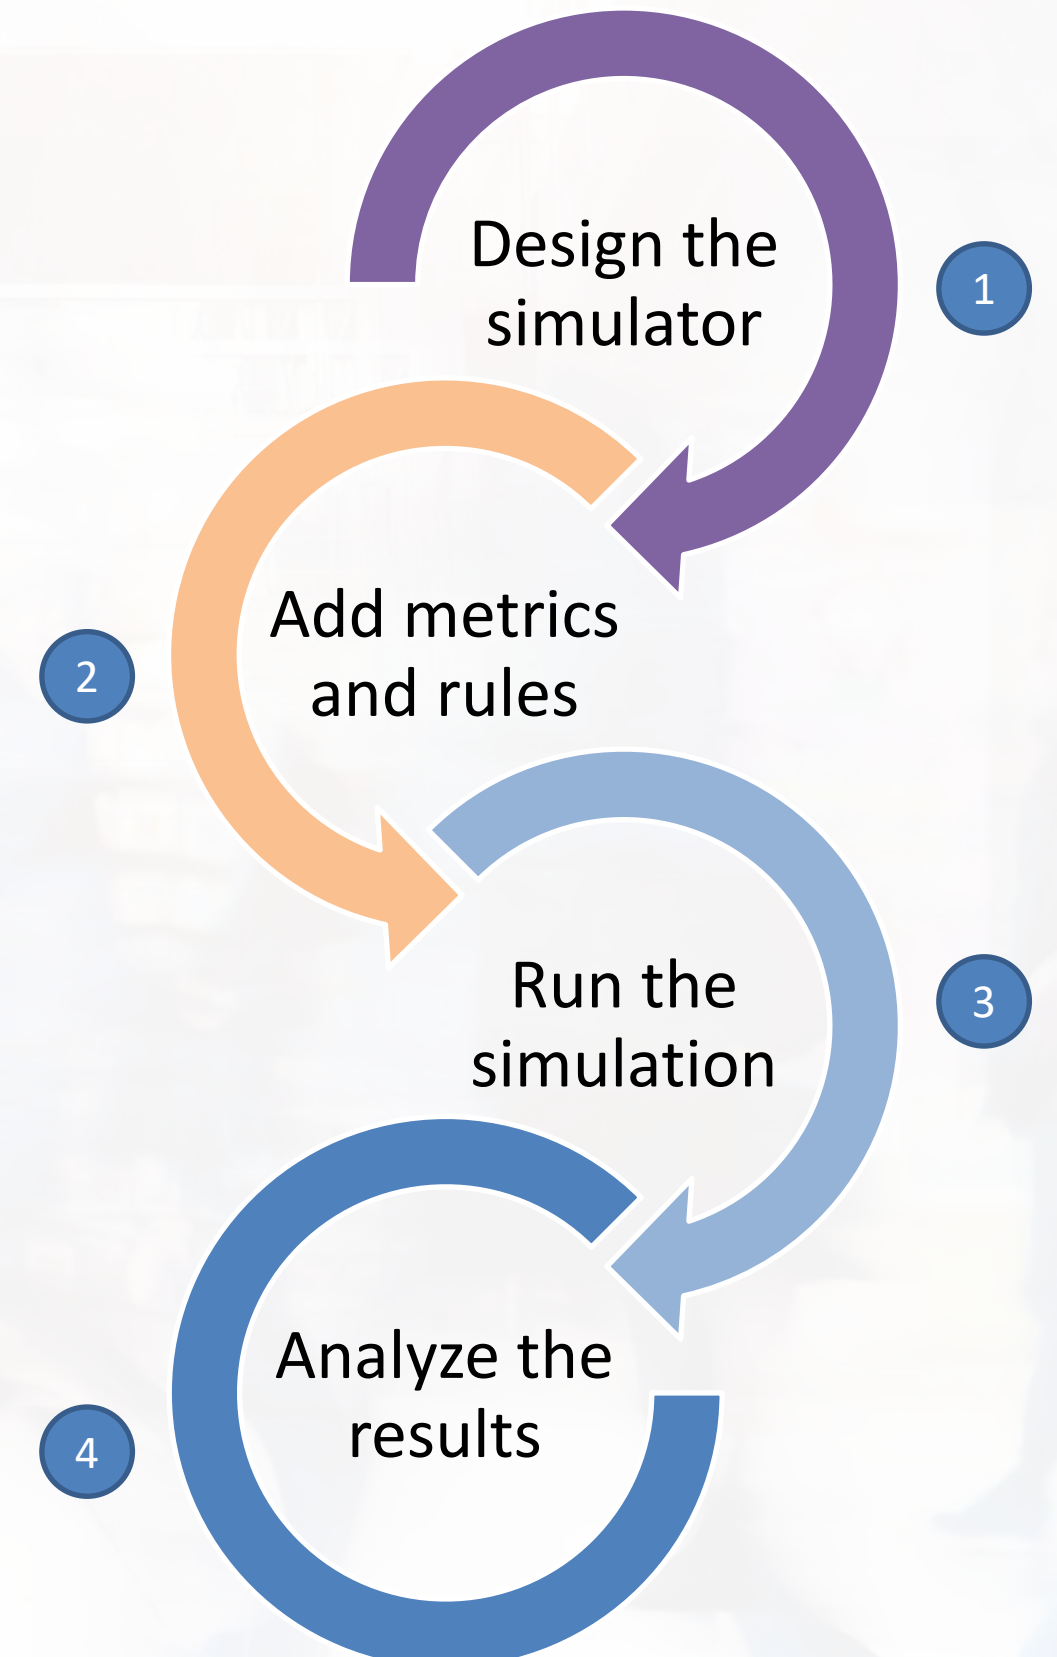 Design the
simulator
1
Add metrics
and rules
2
Run the
simulation
3
Analyze the
results
4